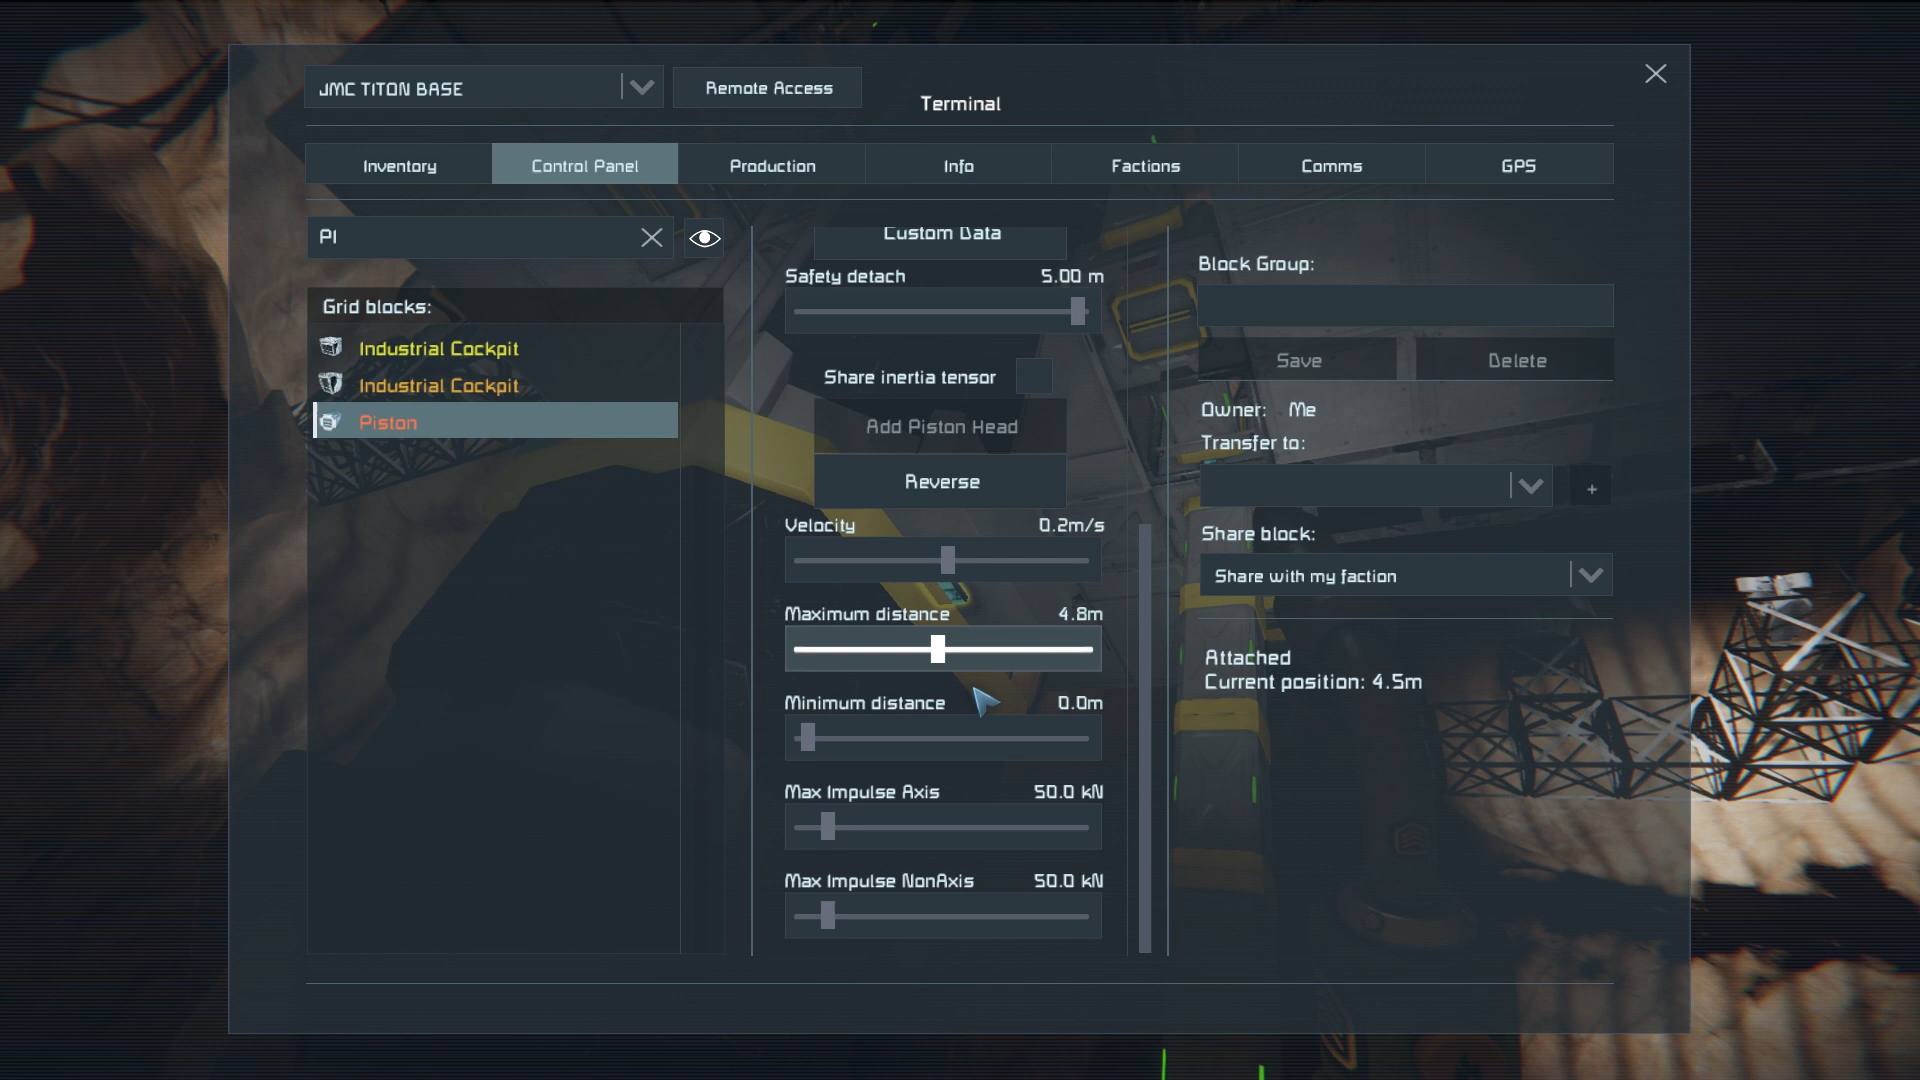 JMC TITON BASE
Remote Access
Terminal
Inventory
Control Panel
Production
Info
Factions
Comms
GPS
PI
Grid blocks:
Industrial Cockpit
Industrial Cockpit
Piston
Custom Data
Safety detach 5.00 m
Share inertia tensor
Add Piston Head
Reverse
Velocity 0.2m/s
Maximum distance 4.8m
Minimum distance 0.0m
Max Impulse Axis 50.0 kN
Max Impulse NonAxis 50.0 kN
Block Group:
Save
Delete
Owner: Me
Transfer to:
+
Share block:
Share with my faction
Attached
Current position: 4.5m